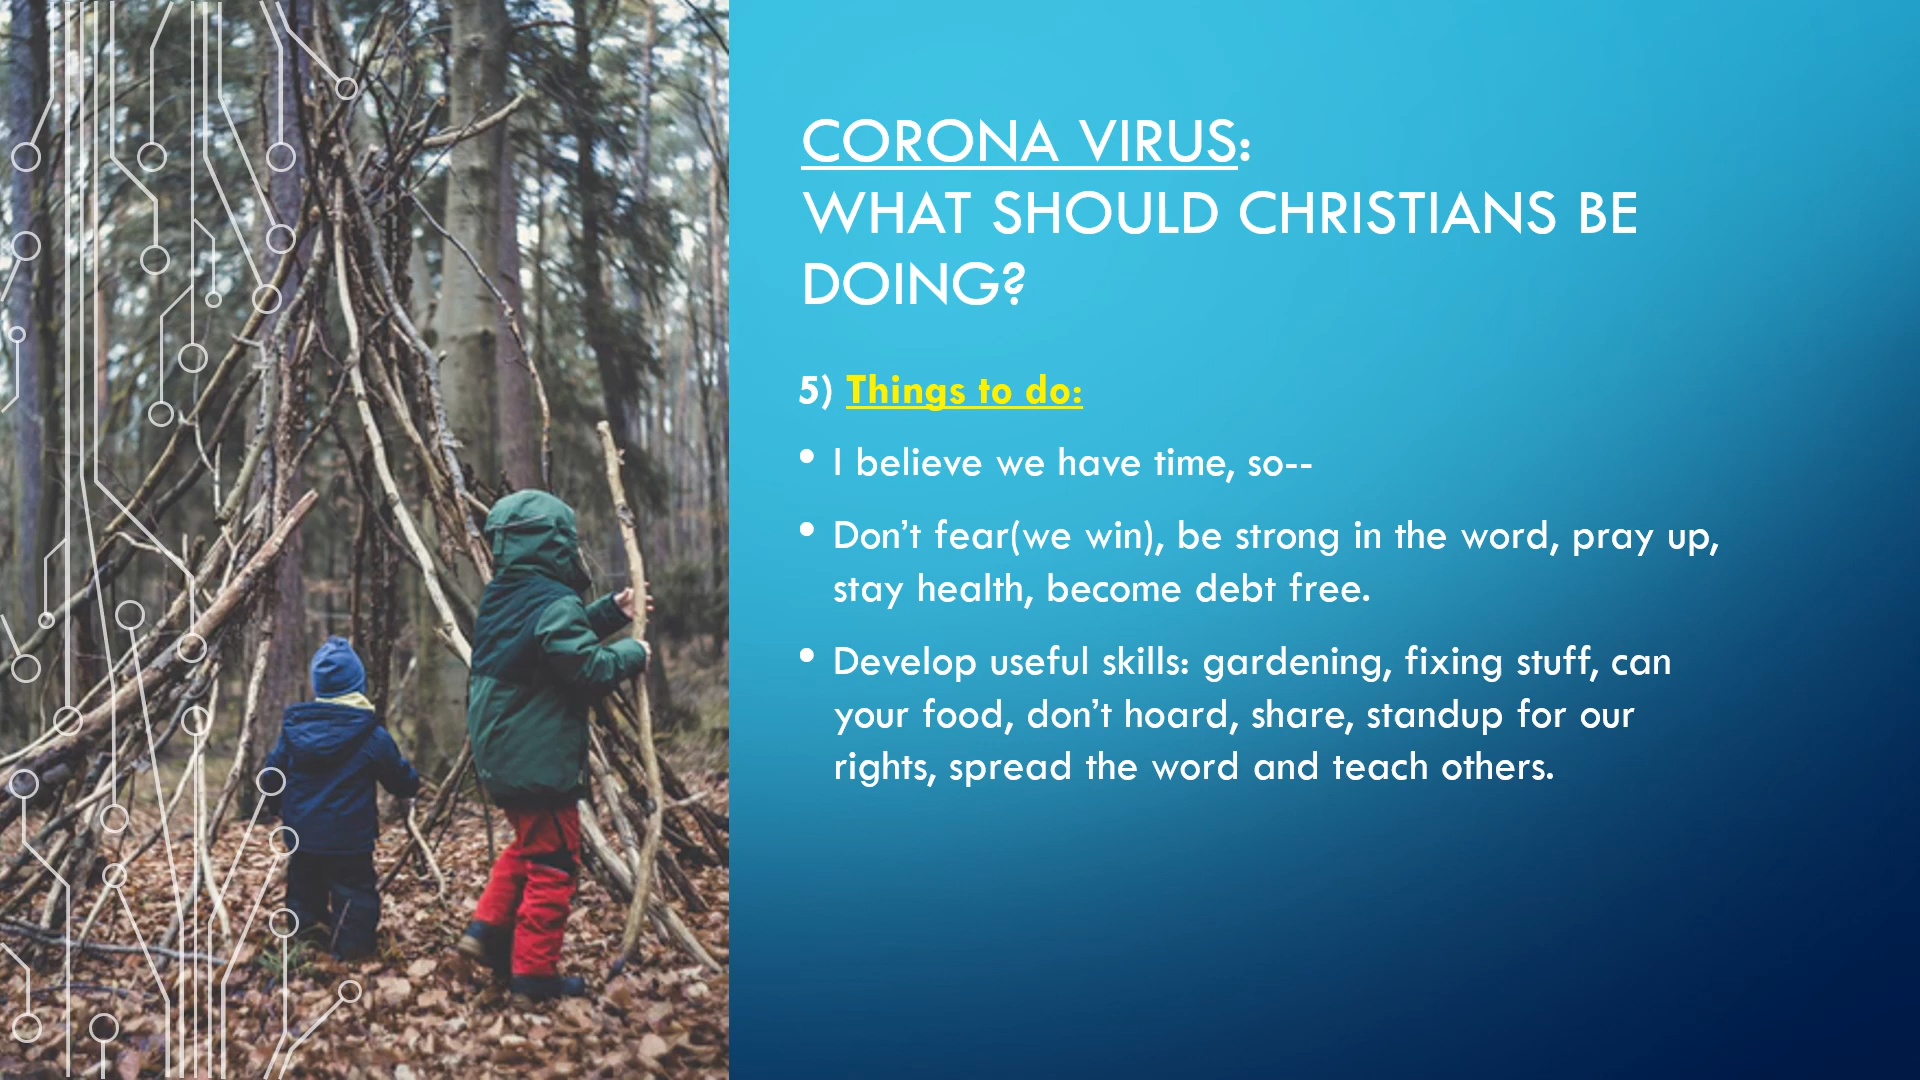 CORONA VIRUS:
WHAT SHOULD CHRISTIANS BE
DOING?
5) Things to do:
• I believe we have time, so--
• Don’t fear(we win), be strong in the word, pray up,
stay health, become debt free.
• Develop useful skills: gardening, fixing stuff, can
your food, don’t hoard, share, standup for our
rights, spread the word and teach others.